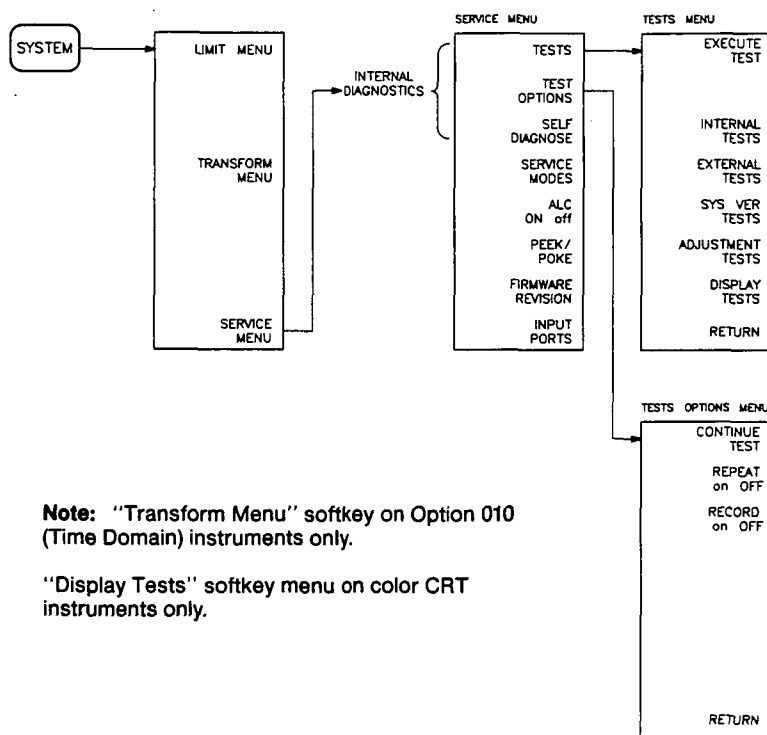 SYSTEM
LIMIT MENU
TRANSFORM
MENU
SERVICE
MENU
INTERNAL
DIAGNOSTICS
SERVICE MENU
TESTS
TEST
OPTIONS
SELF
DIAGNOSE
SERVICE
MODES
ALC
ON off
PEEK/
POKE
FIRMWARE
REVISION
INPUT
PORTS
TESTS MENU
EXECUTE
TEST
INTERNAL
TESTS
EXTERNAL
TESTS
SYS VER
TESTS
ADJUSTMENT
TESTS
DISPLAY
TESTS
RETURN
TESTS OPTIONS MENU
CONTINUE
TEST
REPEAT
on OFF
RECORD
on OFF
RETURN
Note: "Transform Menu" softkey on Option 010
(Time Domain) instruments only.
"Display Tests" softkey menu on color CRT
instruments only.